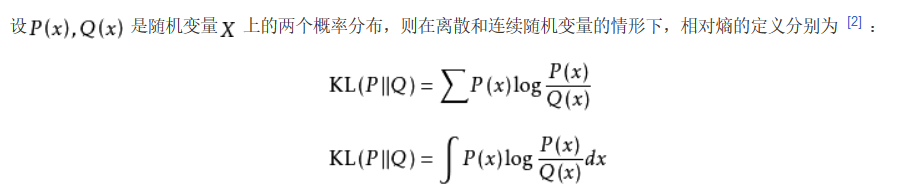 设P(x),Q(x) 是随机变量X 上的两个概率分布，则在离散和连续随机变量的情形下，相对熵的定义分别为 [2] ：
KL(P||Q) = ∑ P(x)log P(x)/Q(x)
KL(P||Q) = ∫ P(x)log P(x)/Q(x) dx